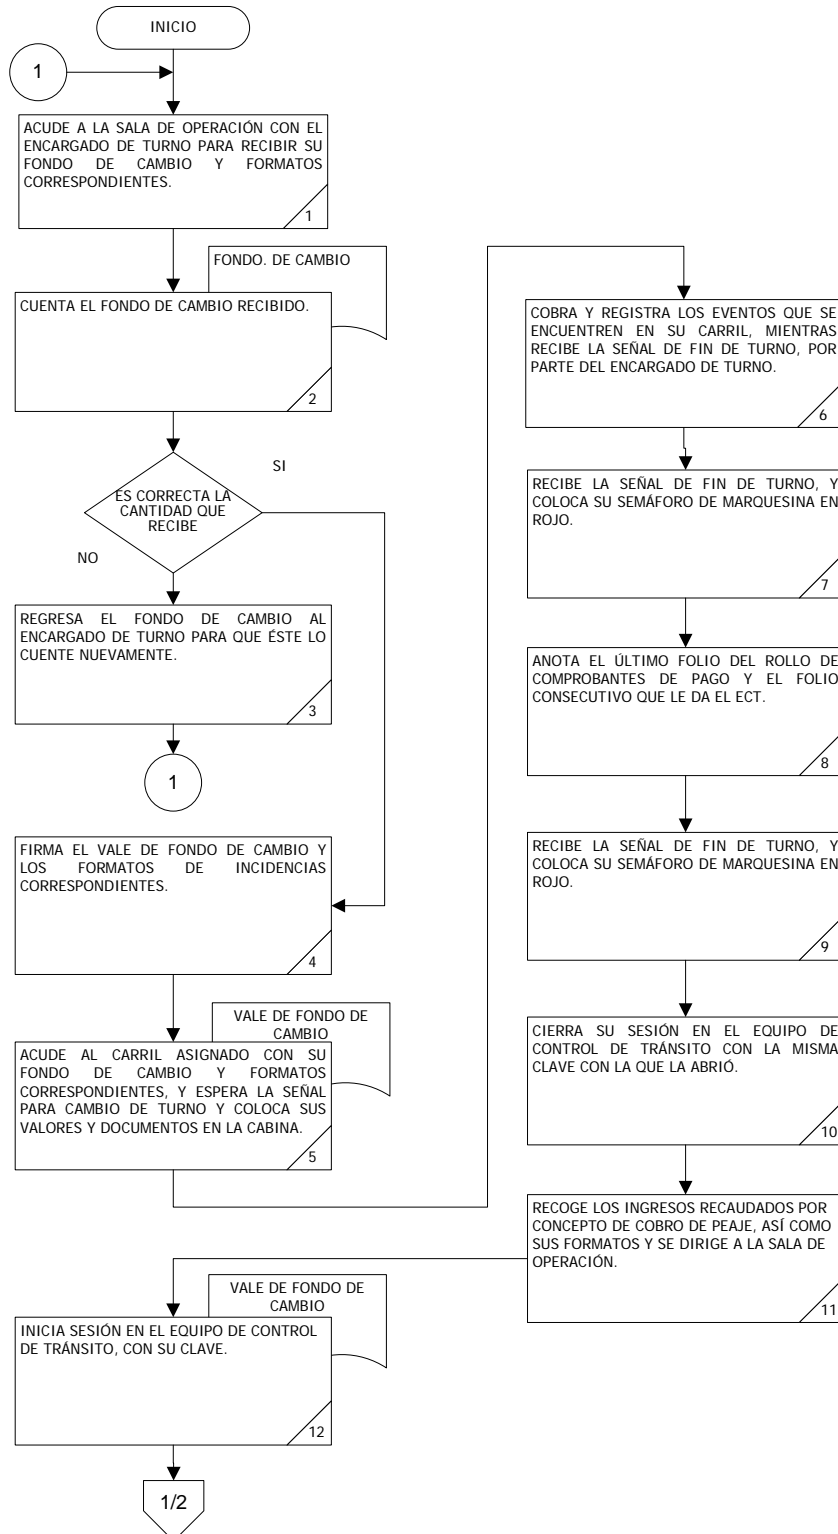 INICIO
1
ACUDE A LA SALA DE OPERACIÓN CON EL
ENCARGADO DE TURNO PARA RECIBIR SU
FONDO DE CAMBIO Y FORMATOS
CORRESPONDIENTES.
1
FONDO. DE CAMBIO
CUENTA EL FONDO DE CAMBIO RECIBIDO.
2
SI
ES CORRECTA LA
CANTIDAD QUE
RECIBE
NO
REGRESA EL FONDO DE CAMBIO AL
ENCARGADO DE TURNO PARA QUE ÉSTE LO
CUENTE NUEVAMENTE.
3
1
FIRMA EL VALE DE FONDO DE CAMBIO Y
LOS FORMATOS DE INCIDENCIAS
CORRESPONDIENTES.
4
VALE DE FONDO DE
CAMBIO
ACUDE AL CARRIL ASIGNADO CON SU
FONDO DE CAMBIO Y FORMATOS
CORRESPONDIENTES, Y ESPERA LA SEÑAL
PARA CAMBIO DE TURNO Y COLOCA SUS
VALORES Y DOCUMENTOS EN LA CABINA.
5
COBRA Y REGISTRA LOS EVENTOS QUE SE
ENCUENTREN EN SU CARRIL, MIENTRAS
RECIBE LA SEÑAL DE FIN DE TURNO, POR
PARTE DEL ENCARGADO DE TURNO.
6
RECIBE LA SEÑAL DE FIN DE TURNO, Y
COLOCA SU SEMÁFORO DE MARQUESINA EN
ROJO.
7
ANOTA EL ÚLTIMO FOLIO DEL ROLLO DE
COMPROBANTES DE PAGO Y EL FOLIO
CONSECUTIVO QUE LE DA EL ECT.
8
RECIBE LA SEÑAL DE FIN DE TURNO, Y
COLOCA SU SEMÁFORO DE MARQUESINA EN
ROJO.
9
CIERRA SU SESIÓN EN EL EQUIPO DE
CONTROL DE TRÁNSITO CON LA MISMA
CLAVE CON LA QUE LA ABRIÓ.
10
RECOGE LOS INGRESOS RECAUDADOS POR
CONCEPTO DE COBRO DE PEAJE, ASÍ COMO
SUS FORMATOS Y SE DIRIGE A LA SALA DE
OPERACIÓN.
11
VALE DE FONDO DE
CAMBIO
INICIA SESIÓN EN EL EQUIPO DE CONTROL
DE TRÁNSITO, CON SU CLAVE.
12
1/2